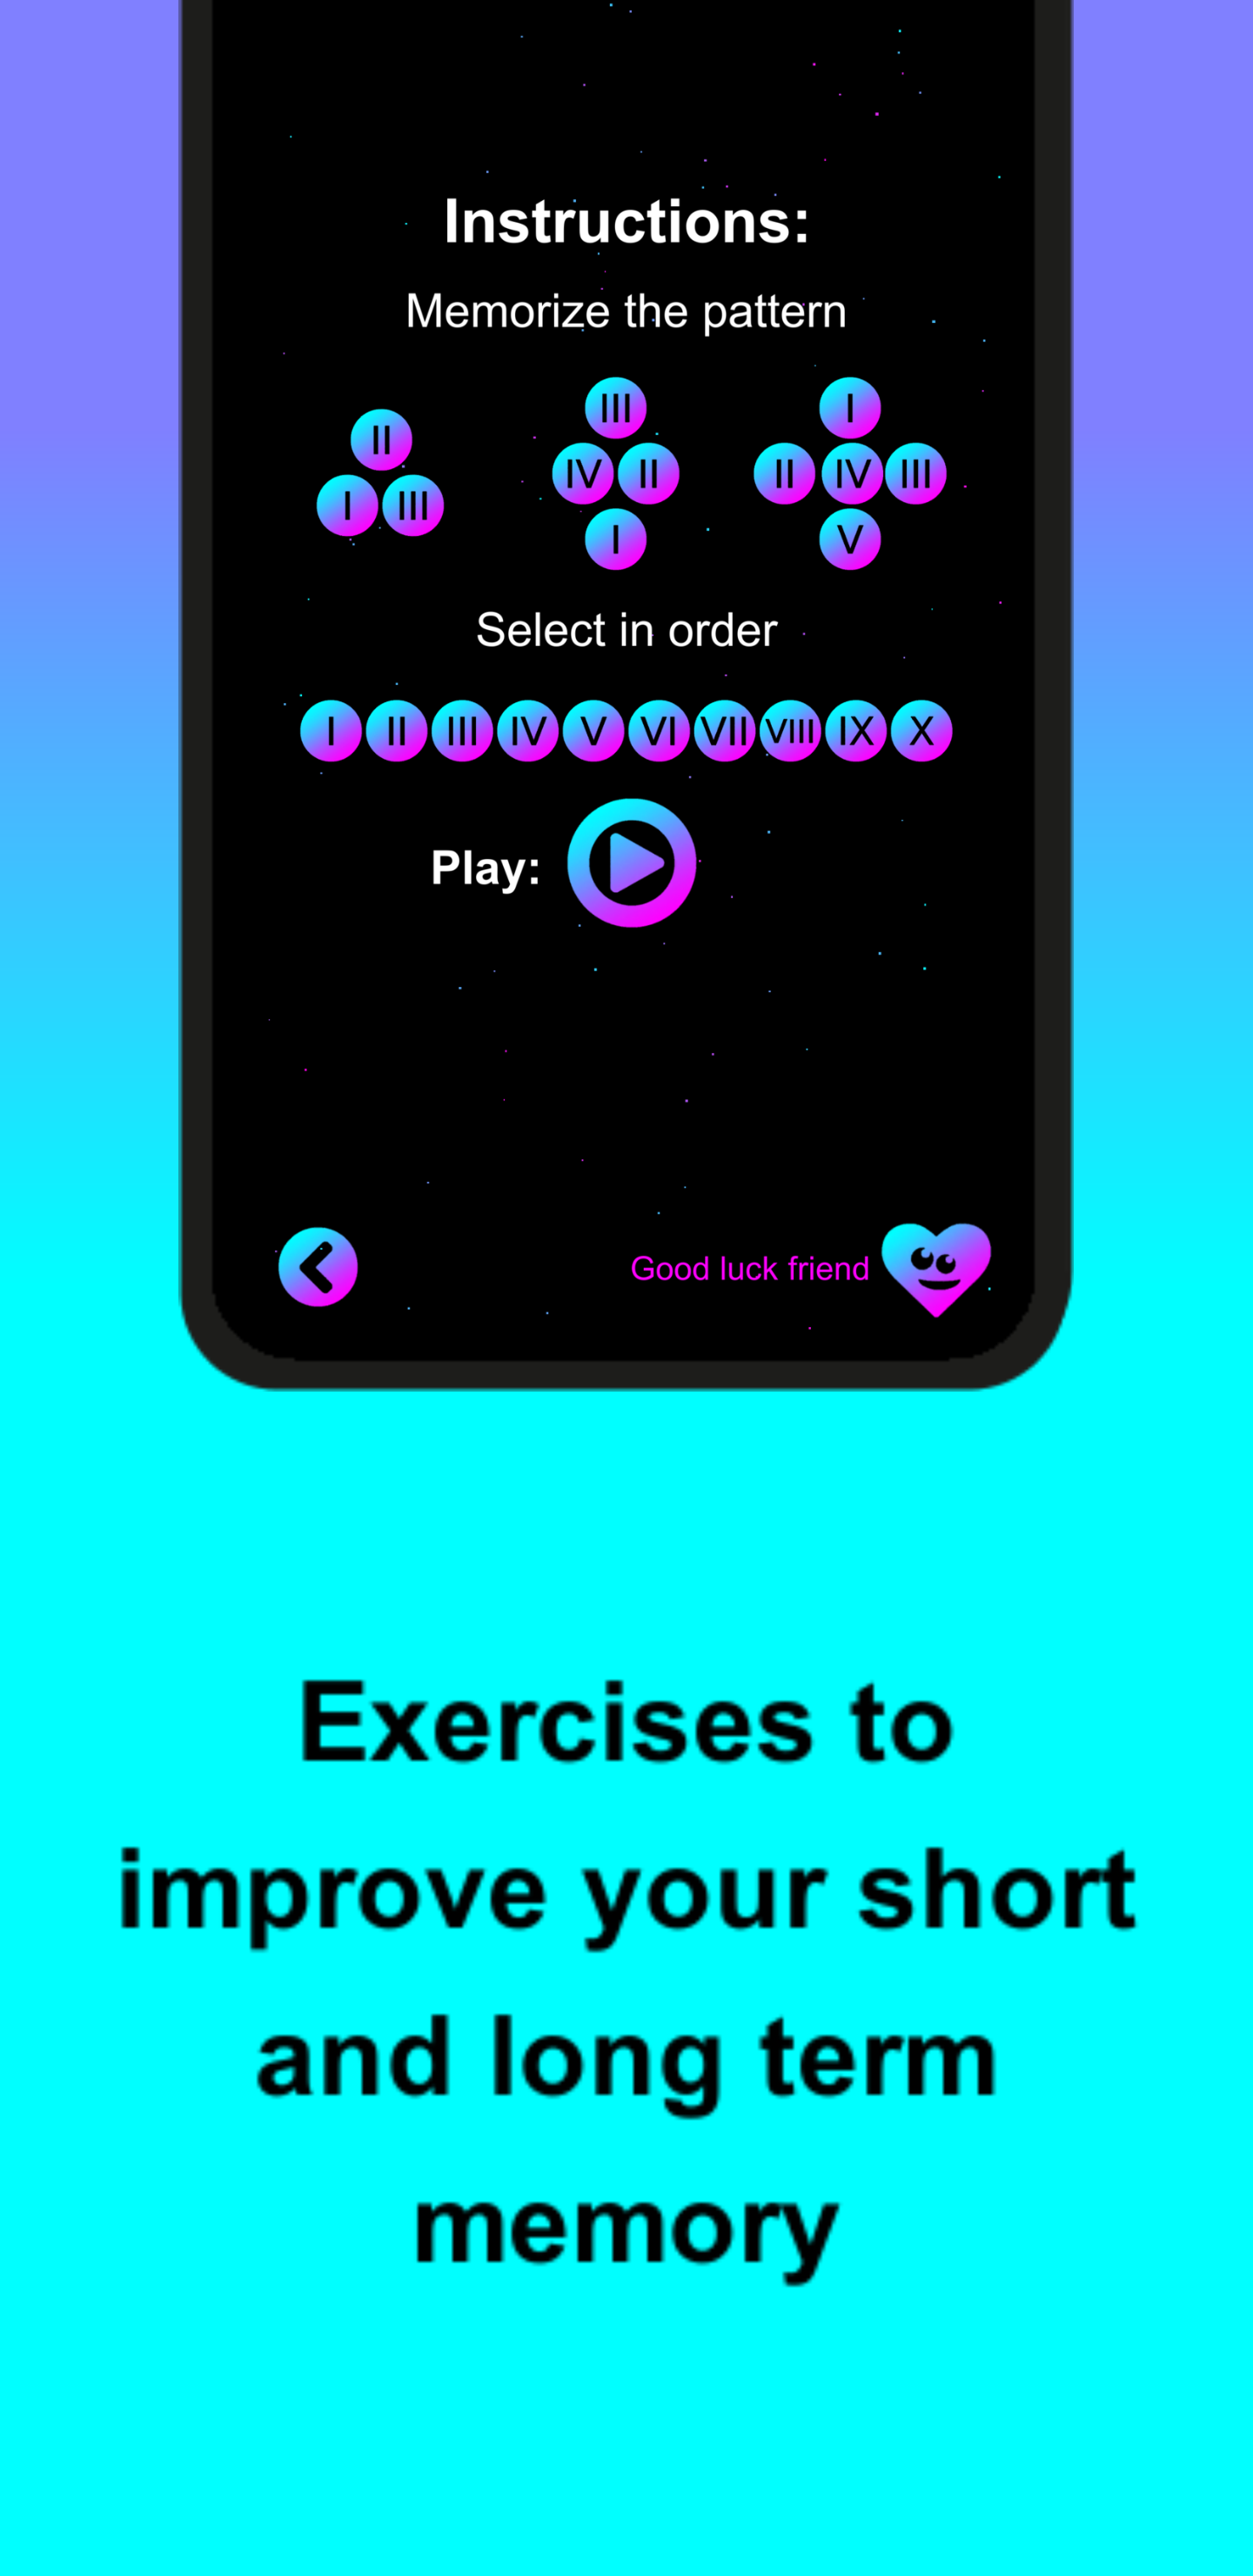 Instructions:
Memorize the pattern
III I
II
IV II II IV III
I III
I V
Select in order
I II III IV V VI VII VIII IX X
Play:
Good luck friend
Exercises to
improve your short
and long term
memory